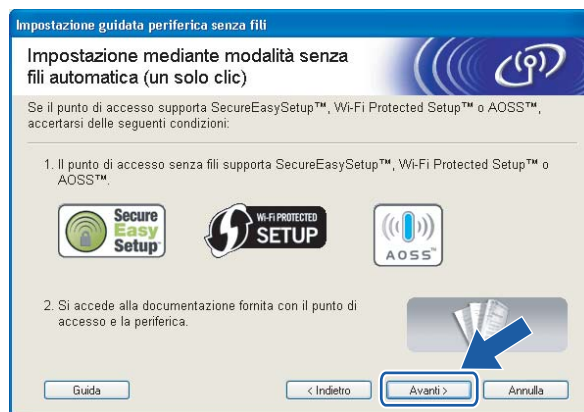 Impostazione guidata periferica senza fili
Impostazione mediante modalità senza
fili automatica (un solo clic)
Se il punto di accesso supporta SecureEasySetup™, Wi-Fi Protected Setup™ o AOSS™,
accertarsi delle seguenti condizioni:
1. Il punto di accesso senza fili supporta SecureEasySetup™, Wi-Fi Protected Setup™ o
AOSS™.
Secure
Easy
Setup™
WI-FI PROTECTED
SETUP
AOSS™
2. Si accede alla documentazione fornita con il punto di
accesso e la periferica.
Guida
< Indietro
Avanti >
Annulla